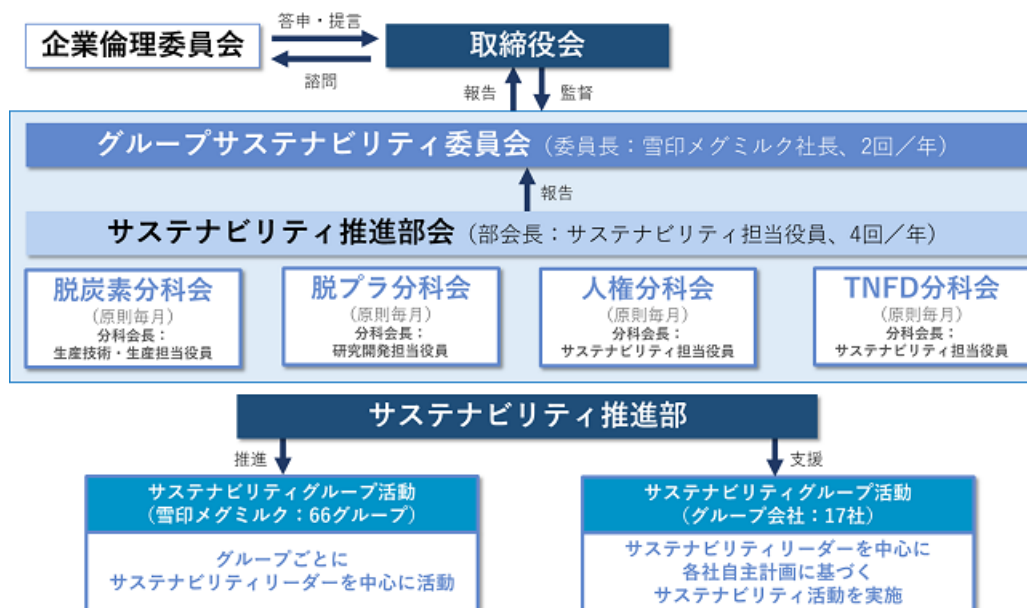 答申・提言
企業倫理委員会
取締役会
諮問
報告
監督
グループサステナビリティ委員会(委員長:雪印メグミルク社長、2回/年)
報告
サステナビリティ推進部会(部会長:サステナビリティ担当役員、4回/年)
脱炭素分科会
(原則毎月)
分科会長:
生産技術・生産担当役員
脱プラ分科会
(原則毎月)
分科会長:
研究開発担当役員
人権分科会
(原則毎月)
分科会長:
サステナビリティ担当役員
TNFD分科会
(原則毎月)
分科会長:
サステナビリティ担当役員
サステナビリティ推進部
推進
支援
サステナビリティグループ活動
(雪印メグミルク:66グループ)
グループごとに
サステナビリティリーダーを中心に活動
サステナビリティグループ活動
(グループ会社:17社)
サステナビリティリーダーを中心に
各社自主計画に基づく
サステナビリティ活動を実施